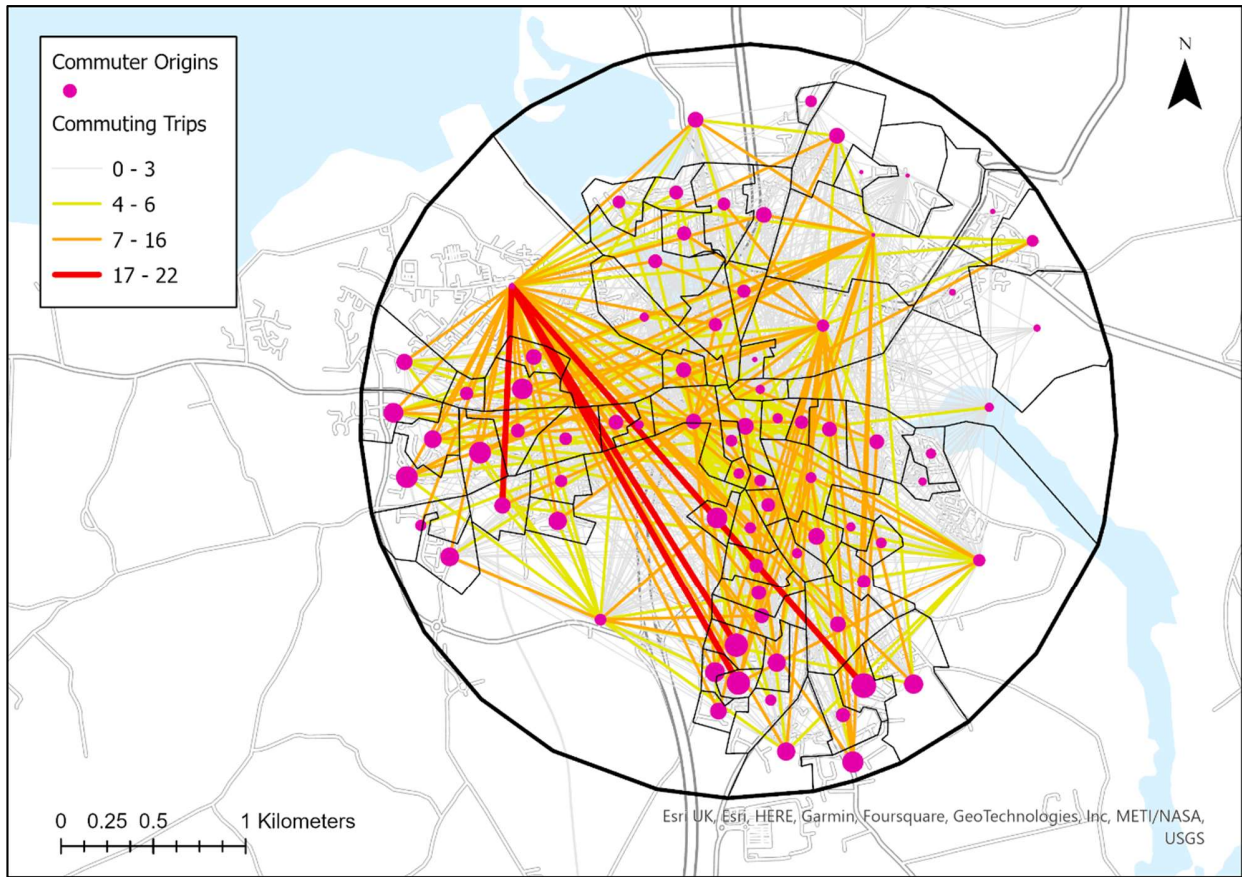 Commuter Origins
Commuting Trips
0 - 3
4 - 6
7 - 16
17 - 22
N
0 0.25 0.5 1 Kilometers
Esri UK, Esri, HERE, Garmin, Foursquare, GeoTechnologies, Inc, METI/NASA,
USGS